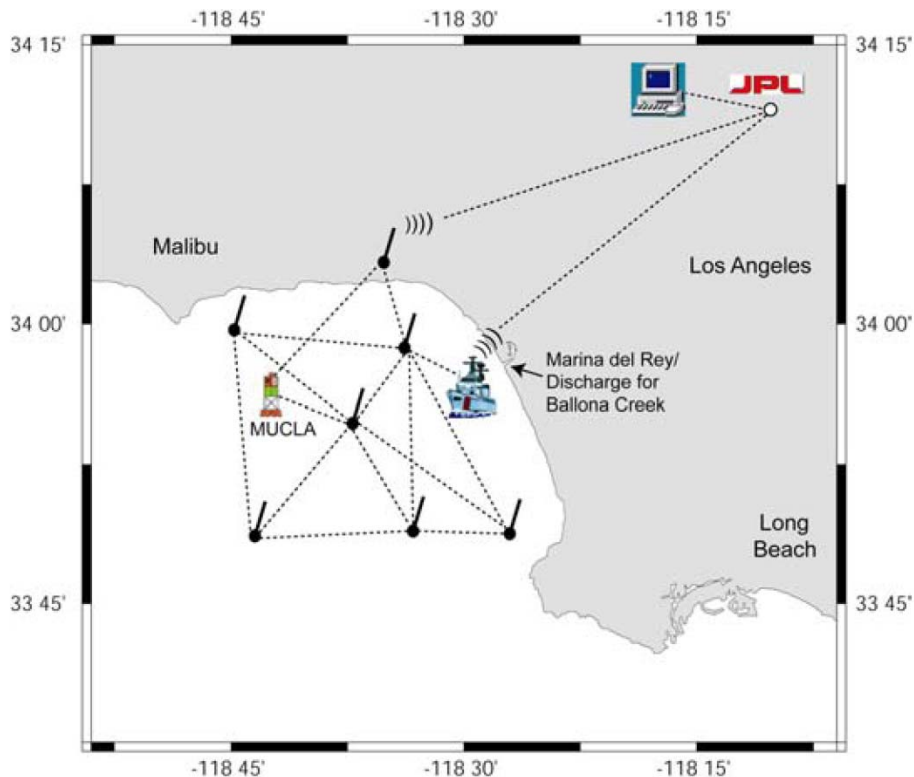 -118 45'
-118 30'
-118 15'
34 15'
34 15'
JPL
Malibu
Los Angeles
34 00'
34 00'
Marina del Rey/
Discharge for
Ballona Creek
MUCLA
Long
Beach
33 45'
33 45'
-118 45'
-118 30'
-118 15'